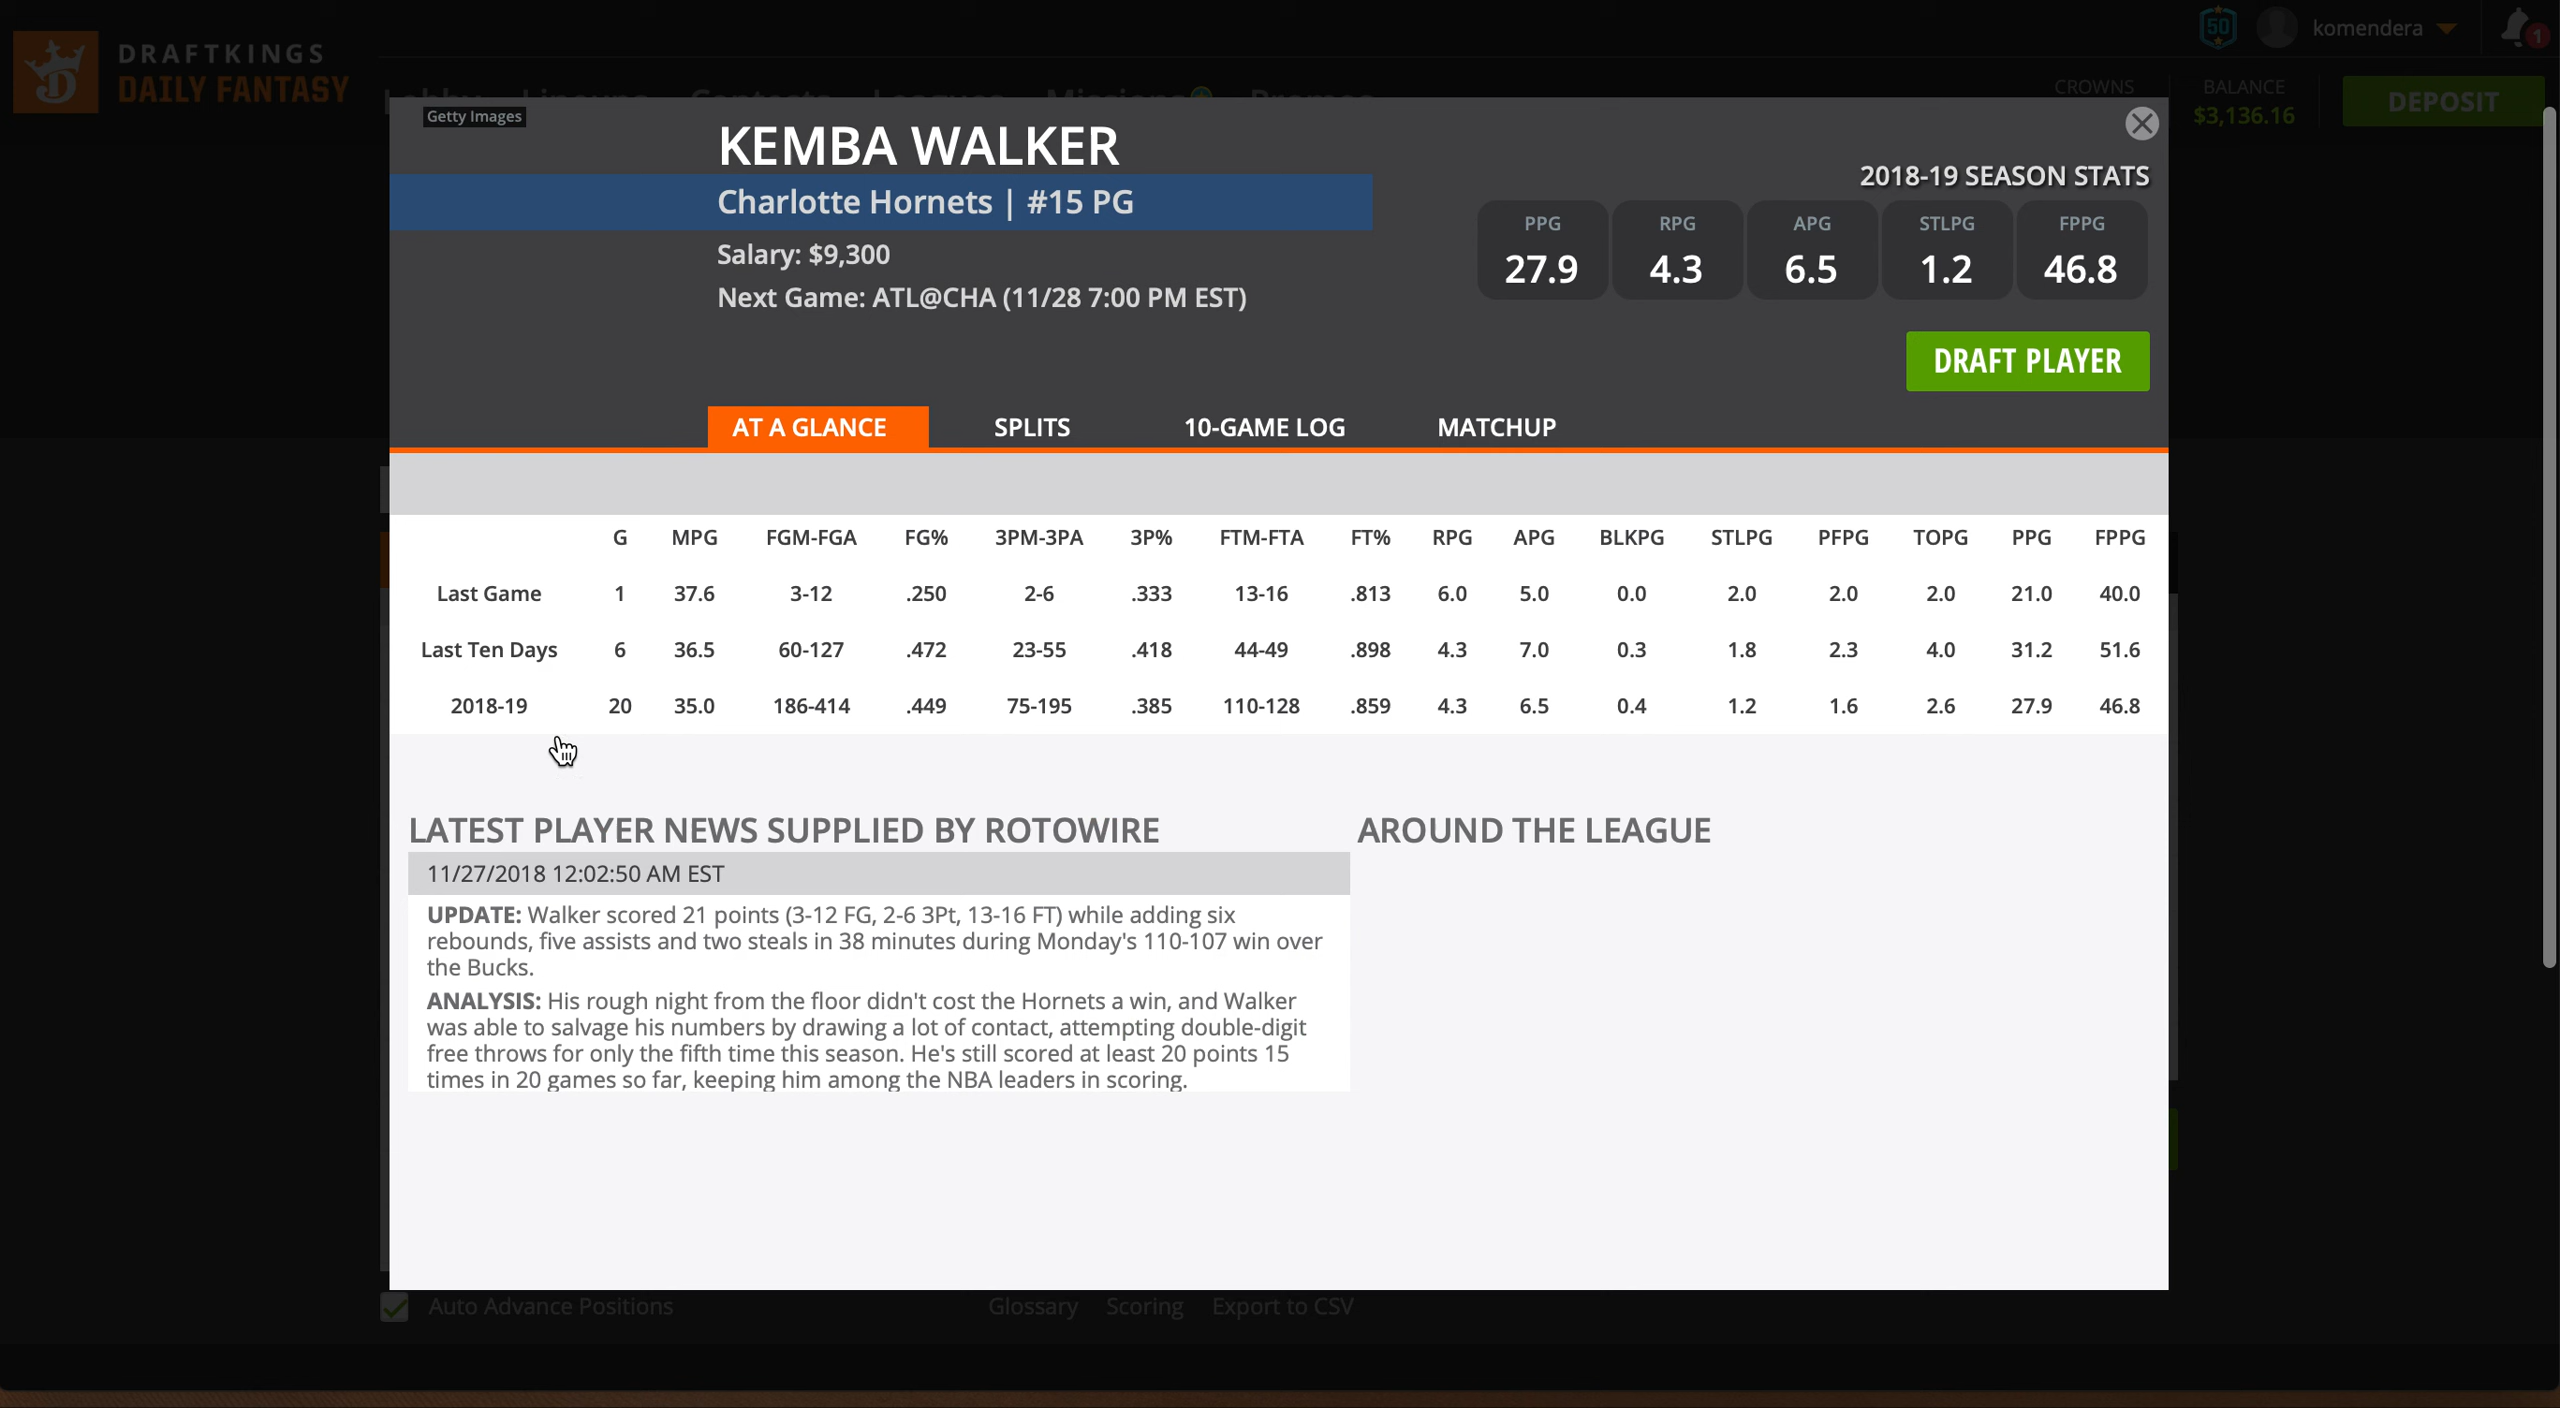 DRAFTKINGS
DAILY FANTASY
50
komendera
1
Lobby Lineups Contests Leagues Missions Promos
CROWNS
BALANCE
$3,136.16
DEPOSIT
Getty Images
KEMBA WALKER
Charlotte Hornets | #15 PG
Salary: $9,300
Next Game: ATL@CHA (11/28 7:00 PM EST)
2018-19 SEASON STATS
PPG RPG APG STLPG FPPG
27.9 4.3 6.5 1.2 46.8
DRAFT PLAYER
AT A GLANCE SPLITS 10-GAME LOG MATCHUP
G MPG FGM-FGA FG% 3PM-3PA 3P% FTM-FTA FT% RPG APG BLKPG STLPG PFPG TOPG PPG FPPG
Last Game 1 37.6 3-12 .250 2-6 .333 13-16 .813 6.0 5.0 0.0 2.0 2.0 2.0 21.0 40.0
Last Ten Days 6 36.5 60-127 .472 23-55 .418 44-49 .898 4.3 7.0 0.3 1.8 2.3 4.0 31.2 51.6
2018-19 20 35.0 186-414 .449 75-195 .385 110-128 .859 4.3 6.5 0.4 1.2 1.6 2.6 27.9 46.8
LATEST PLAYER NEWS SUPPLIED BY ROTOWIRE
11/27/2018 12:02:50 AM EST
UPDATE: Walker scored 21 points (3-12 FG, 2-6 3Pt, 13-16 FT) while adding six
rebounds, five assists and two steals in 38 minutes during Monday's 110-107 win over
the Bucks.
ANALYSIS: His rough night from the floor didn't cost the Hornets a win, and Walker
was able to salvage his numbers by drawing a lot of contact, attempting double-digit
free throws for only the fifth time this season. He's still scored at least 20 points 15
times in 20 games so far, keeping him among the NBA leaders in scoring.
AROUND THE LEAGUE
Auto Advance Positions
Glossary Scoring Export to CSV